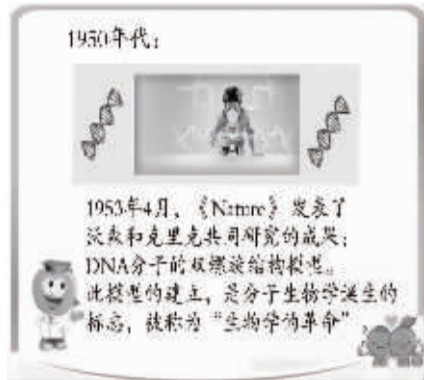 1950年代：
1953年4月，《Nature》发表了
沃森和克里克共同研究的成果：
DNA分子的双螺旋结构模型。
此模型的建立，是分子生物学诞生的
标志，被称为“生物学的革命”